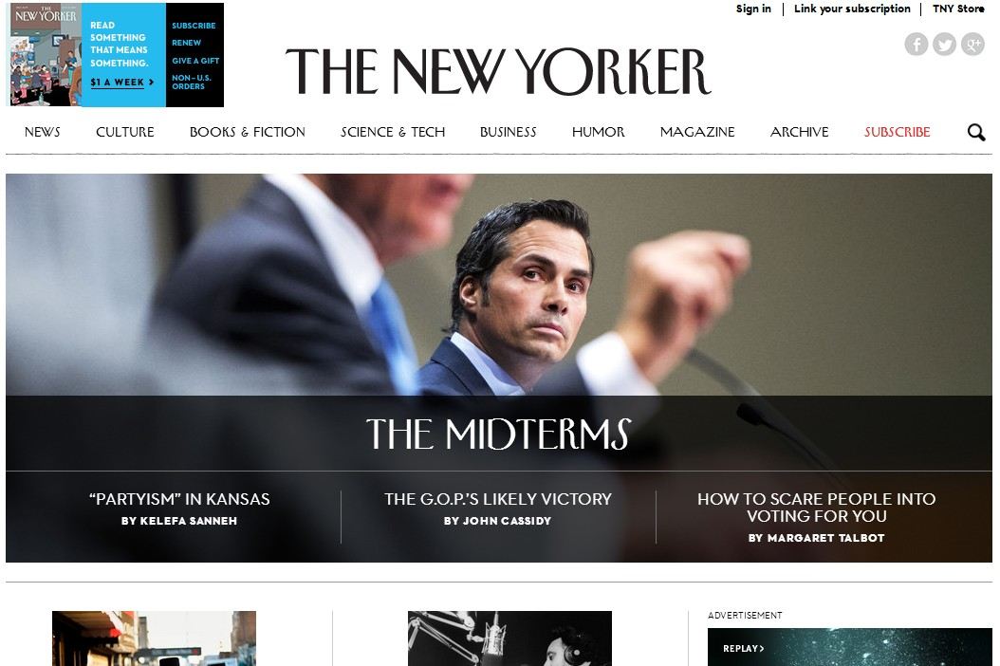 Sign in
Link your subscription
TNY Store
NEW YORKER
READ
SOMETHING
THAT MEANS
SOMETHING.
$1 A WEEK >
SUBSCRIBE
RENEW
GIVE A GIFT
NON–U.S.
ORDERS
THE NEW YORKER
NEWS CULTURE BOOKS & FICTION SCIENCE & TECH BUSINESS HUMOR MAGAZINE ARCHIVE SUBSCRIBE
THE MIDTERMS
“PARTYISM” IN KANSAS
BY KELEFA SANNEH
THE G.O.P.’S LIKELY VICTORY
BY JOHN CASSIDY
HOW TO SCARE PEOPLE INTO
VOTING FOR YOU
BY MARGARET TALBOT
ADVERTISEMENT
REPLAY >